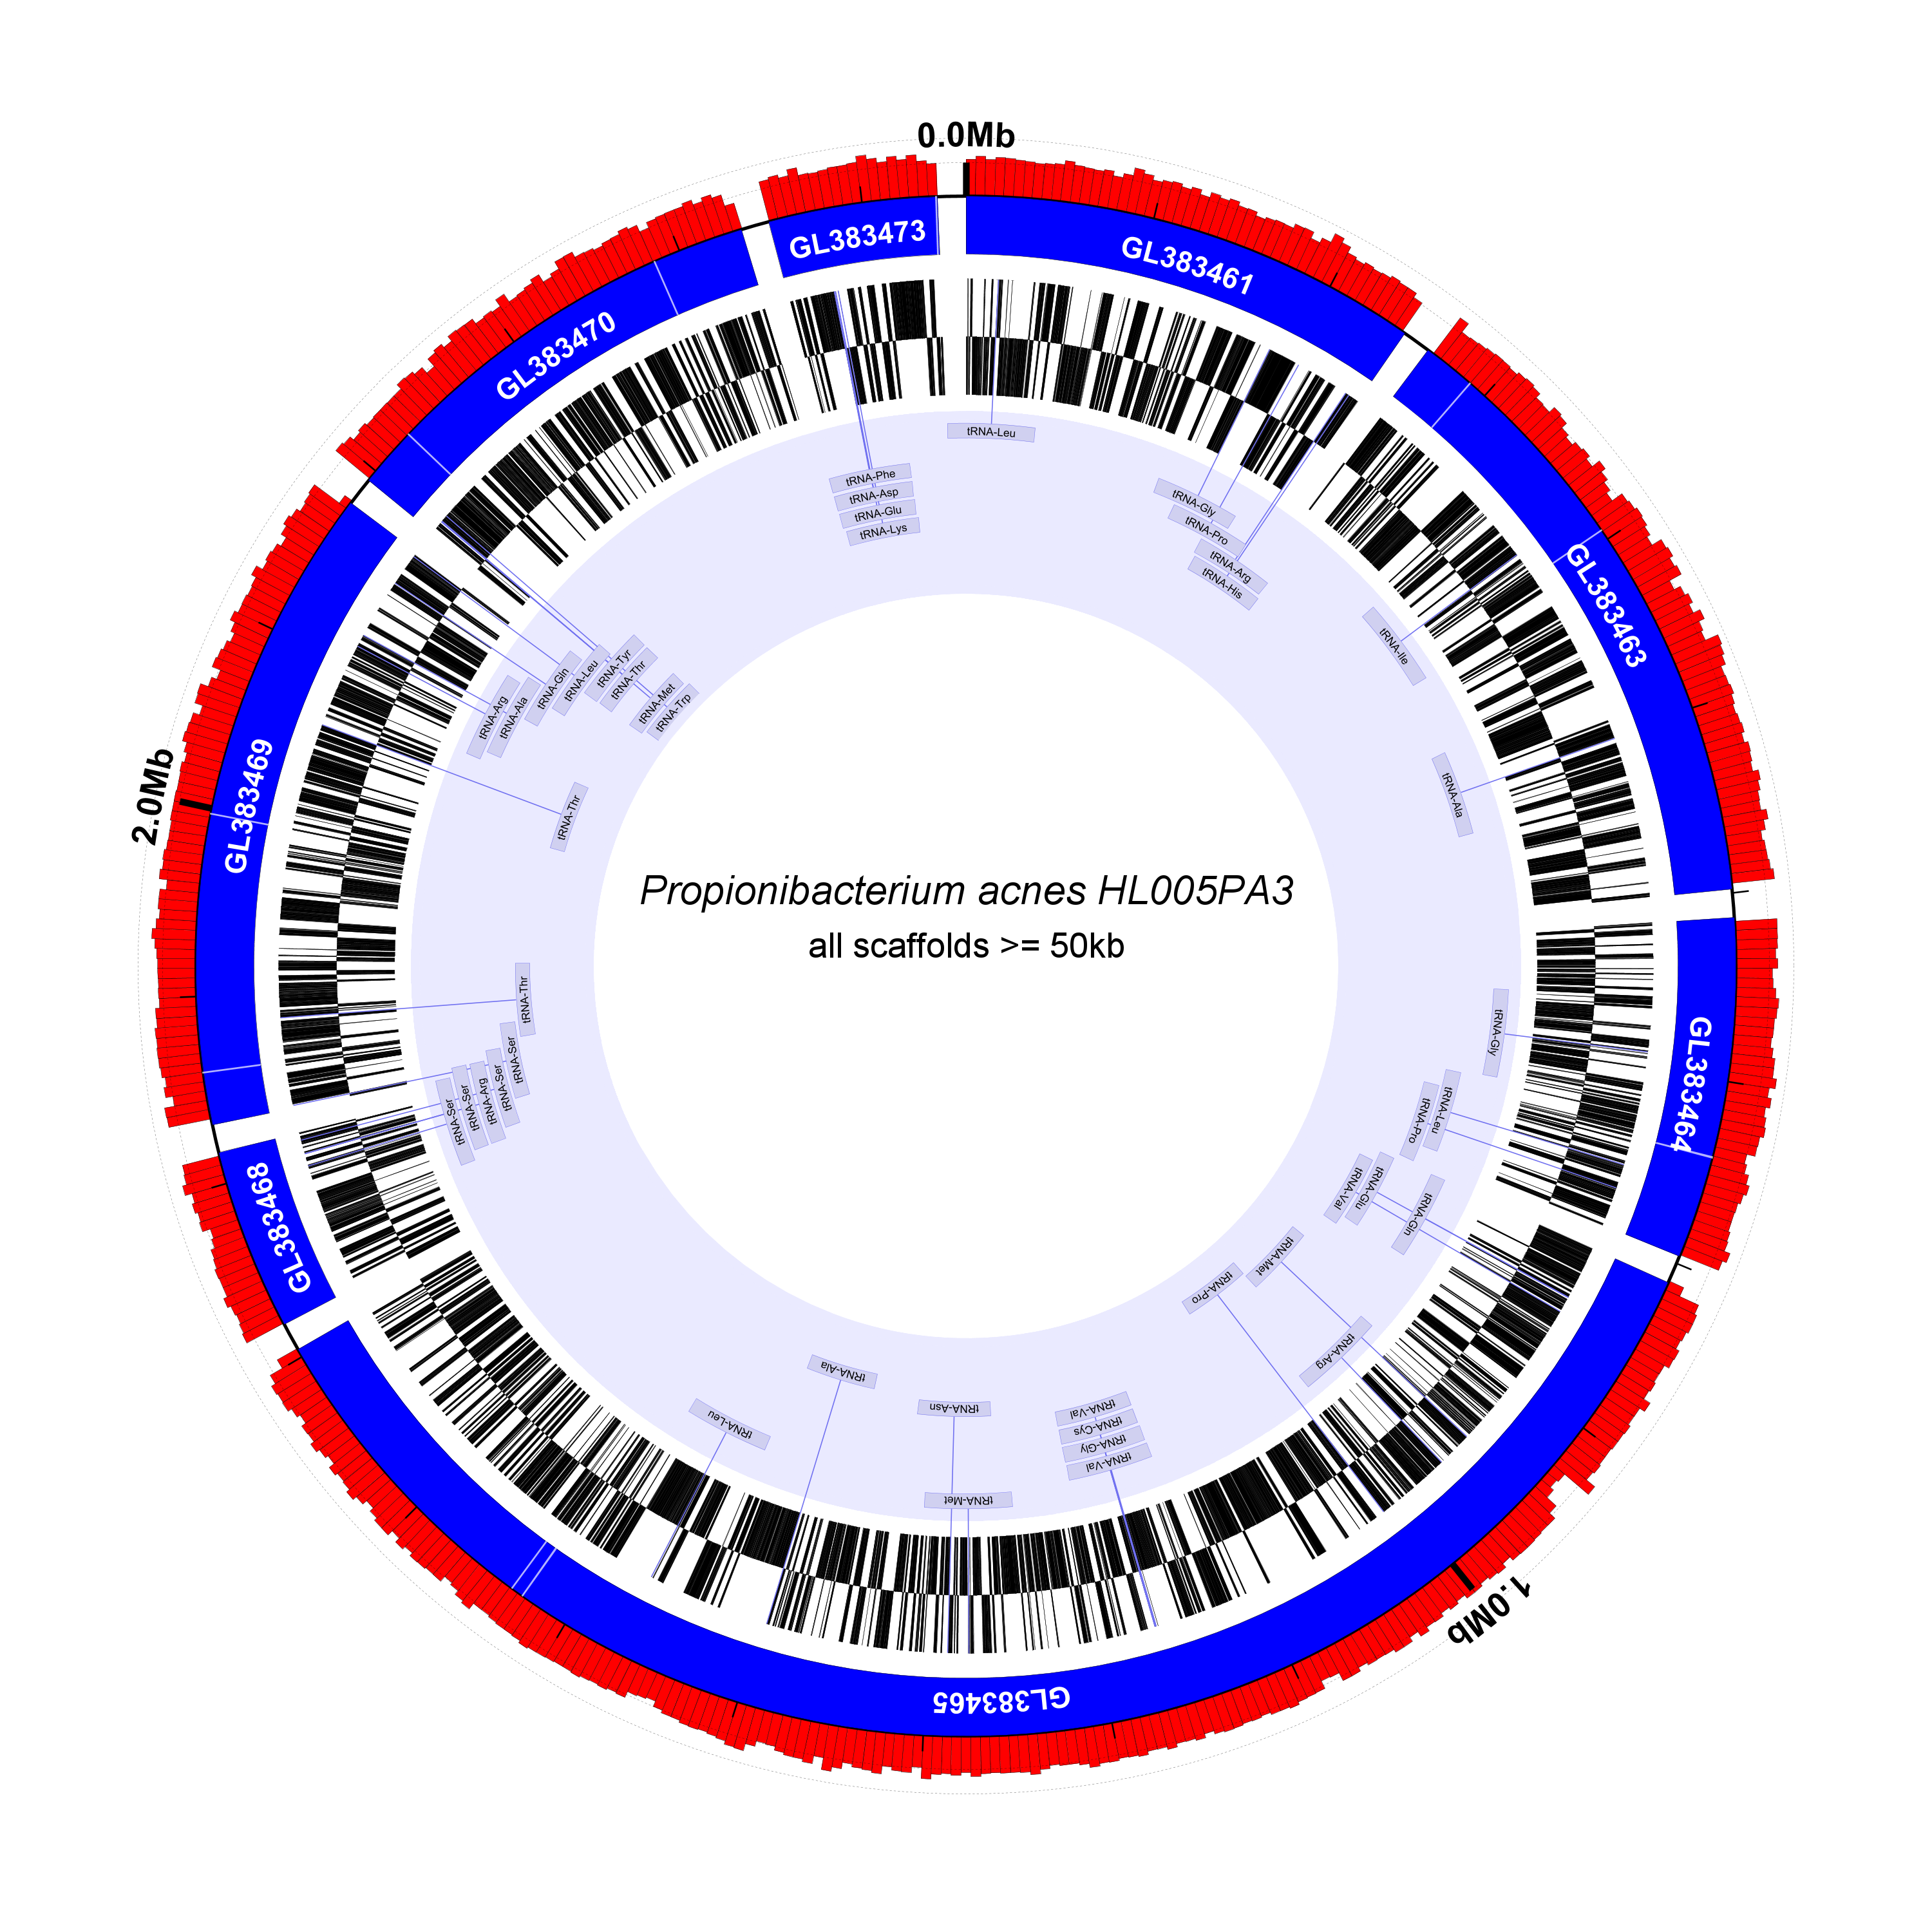 0.0Mb
GL383461
GL383463
GL383464
1.0Mb
GL383465
GL383468
2.0Mb
GL383469
GL383470
GL383473
tRNA-Leu
tRNA-Gly
tRNA-Pro
tRNA-Arg
tRNA-His
tRNA-Ile
tRNA-Ala
tRNA-Gly
tRNA-Leu
tRNA-Pro
tRNA-Gln
tRNA-Glu
tRNA-Val
tRNA-Met
tRNA-Arg
tRNA-Pro
tRNA-Val
tRNA-Cys
tRNA-Gly
tRNA-Val
tRNA-Met
tRNA-Asn
tRNA-Ala
tRNA-Leu
tRNA-Ser
tRNA-Ser
tRNA-Arg
tRNA-Ser
tRNA-Ser
tRNA-Thr
tRNA-Thr
tRNA-Arg
tRNA-Ala
tRNA-Gln
tRNA-Leu
tRNA-Tyr
tRNA-Thr
tRNA-Met
tRNA-Trp
tRNA-Phe
tRNA-Asp
tRNA-Glu
tRNA-Lys
Propionibacterium acnes HL005PA3
all scaffolds >= 50kb